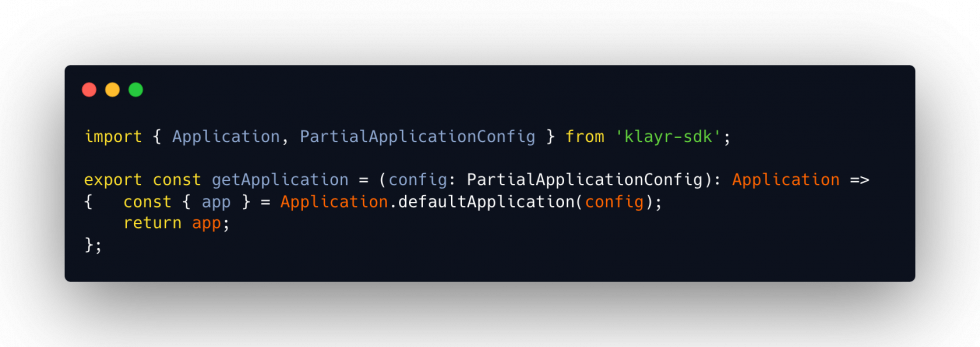 import { Application, PartialApplicationConfig } from 'klayr-sdk';
export const getApplication = (config: PartialApplicationConfig): Application =>
{   const { app } = Application.defaultApplication(config);
    return app;
};